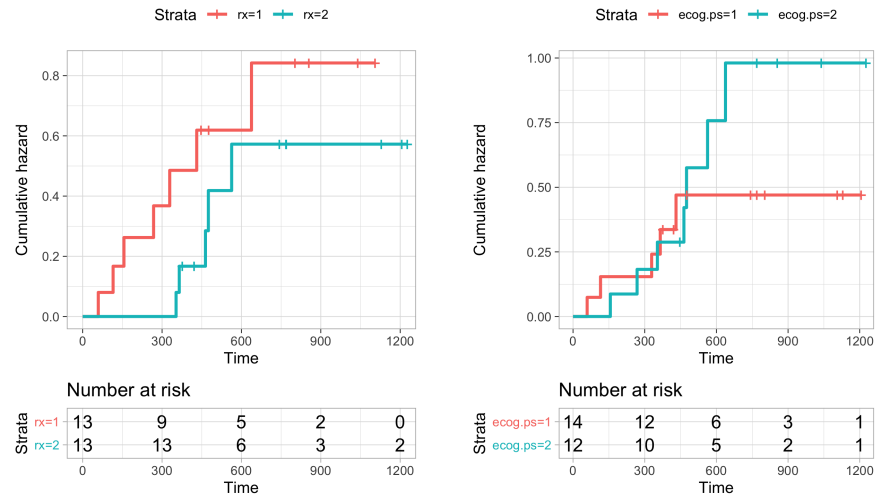 Strata rx=1 rx=2
Cumulative hazard
0.8
0.6
0.4
0.2
0.0
0 300 600 900 1200
Time
Number at risk
Strata
rx=1 13 9 5 2 0
rx=2 13 13 6 3 2
0 300 600 900 1200
Time
Strata ecog.ps=1 ecog.ps=2
Cumulative hazard
1.00
0.75
0.50
0.25
0.00
0 300 600 900 1200
Time
Number at risk
Strata
ecog.ps=1 14 12 6 3 1
ecog.ps=2 12 10 5 2 1
0 300 600 900 1200
Time